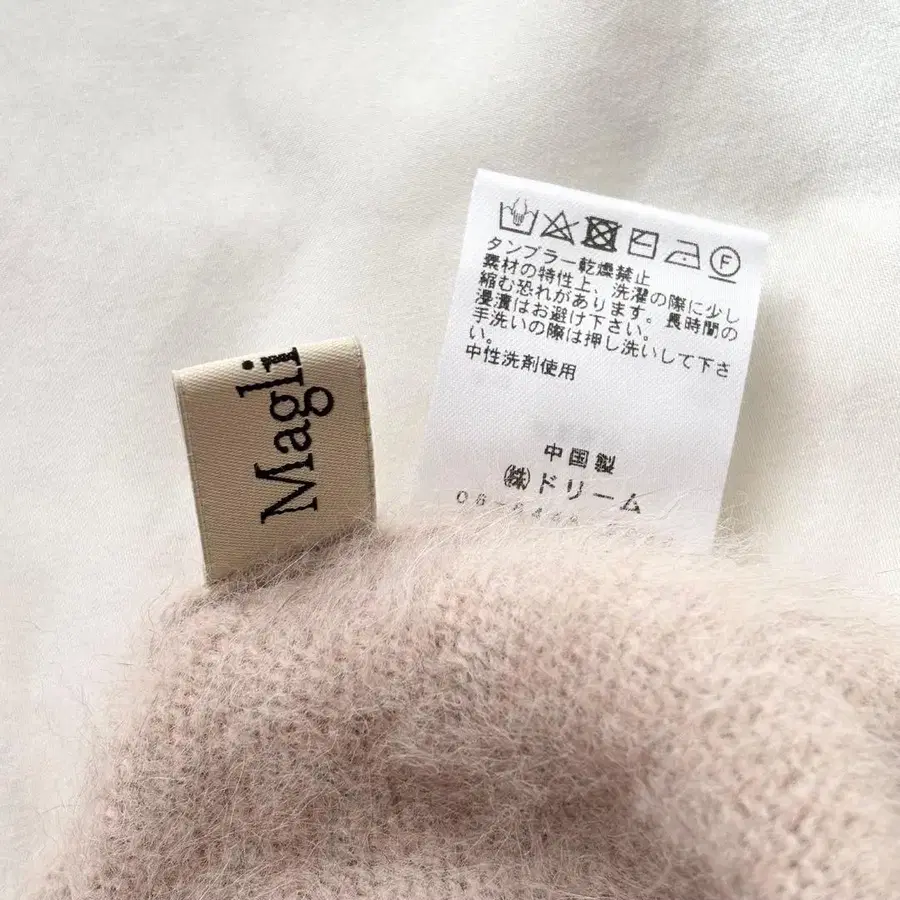 Magli
F
タンブラー乾燥禁止
素材の特性上、洗濯の際に少し
縮む恐れがあります。長時間の
浸漬はお避け下さい。
手洗いの際は押し洗いして下さ
い。
中性洗剤使用
中国製
㈱ドリーム